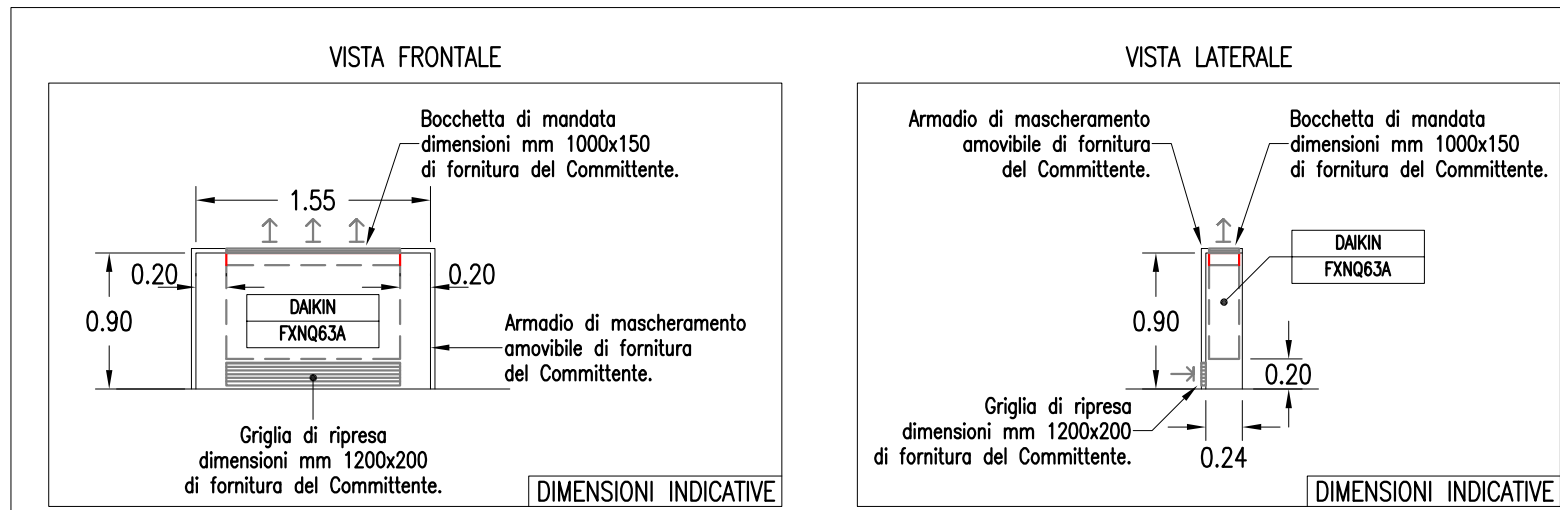 VISTA FRONTALE
Bocchetta di mandata
dimensioni mm 1000x150
di fornitura del Committente.
1.55
0.20
0.20
0.90
DAIKIN
FXNQ63A
Armadio di mascheramento
amovibile di fornitura
del Committente.
Griglia di ripresa
dimensioni mm 1200x200
di fornitura del Committente.
DIMENSIONI INDICATIVE
VISTA LATERALE
Armadio di mascheramento
amovibile di fornitura
del Committente.
Bocchetta di mandata
dimensioni mm 1000x150
di fornitura del Committente.
DAIKIN
FXNQ63A
0.90
0.20
Griglia di ripresa
dimensioni mm 1200x200
di fornitura del Committente.
0.24
DIMENSIONI INDICATIVE